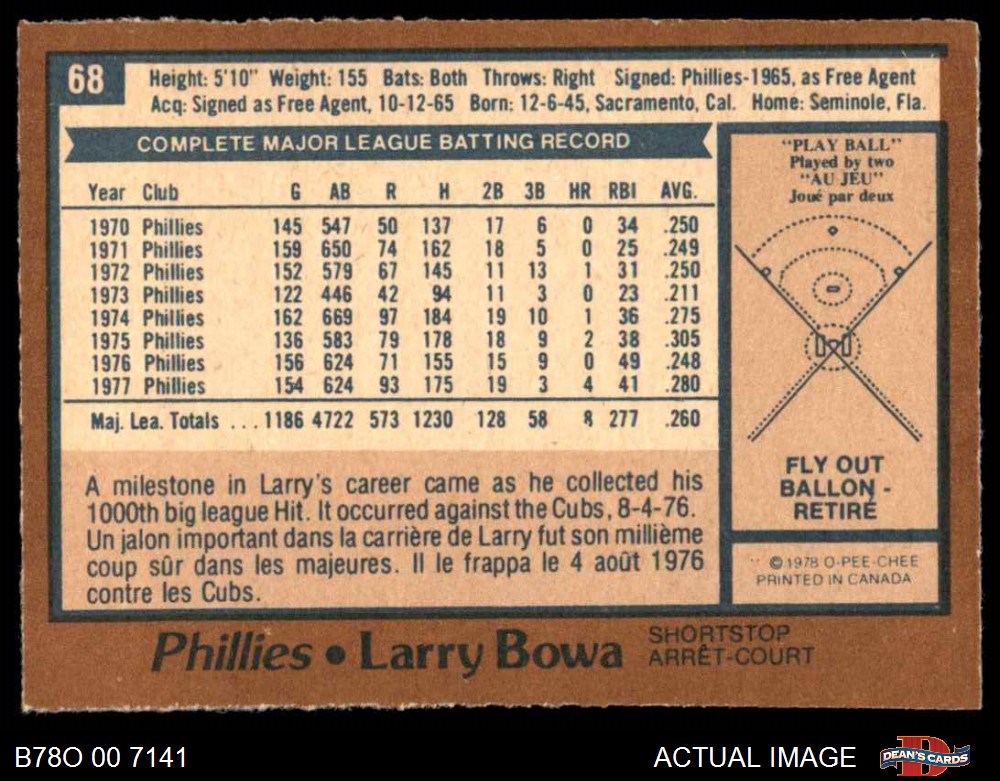 68
Height: 5'10" Weight: 155 Bats: Both Throws: Right Signed: Phillies-1965, as Free Agent
Acq: Signed as Free Agent, 10-12-65 Born: 12-6-45, Sacramento, Cal. Home: Seminole, Fla.
COMPLETE MAJOR LEAGUE BATTING RECORD
Year Club G AB R H 2B 3B HR RBI AVG.
1970 Phillies 145 547 50 137 17 6 0 34 .250
1971 Phillies 159 650 74 162 18 5 0 25 .249
1972 Phillies 152 579 67 145 11 13 1 31 .250
1973 Phillies 122 446 42 94 11 3 0 23 .211
1974 Phillies 162 669 97 184 19 10 1 36 .275
1975 Phillies 136 583 79 178 18 9 2 38 .305
1976 Phillies 156 624 71 155 15 9 0 49 .248
1977 Phillies 154 624 93 175 19 3 4 41 .280
Maj. Lea. Totals ... 1186 4722 573 1230 128 58 8 277 .260
A milestone in Larry's career came as he collected his
1000th big league Hit. It occurred against the Cubs, 8-4-76.
Un jalon important dans la carrière de Larry fut son millième
coup sûr dans les majeures. Il le frappa le 4 août 1976
contre les Cubs.
"PLAY BALL"
Played by two
"AU JEU"
Joué par deux
FLY OUT
BALLON -
RETIRÉ
©1978 O-PEE-CHEE
PRINTED IN CANADA
Phillies • Larry Bowa
SHORTSTOP
ARRÊT-COURT
B78O 00 7141
ACTUAL IMAGE
DEAN'S CARDS